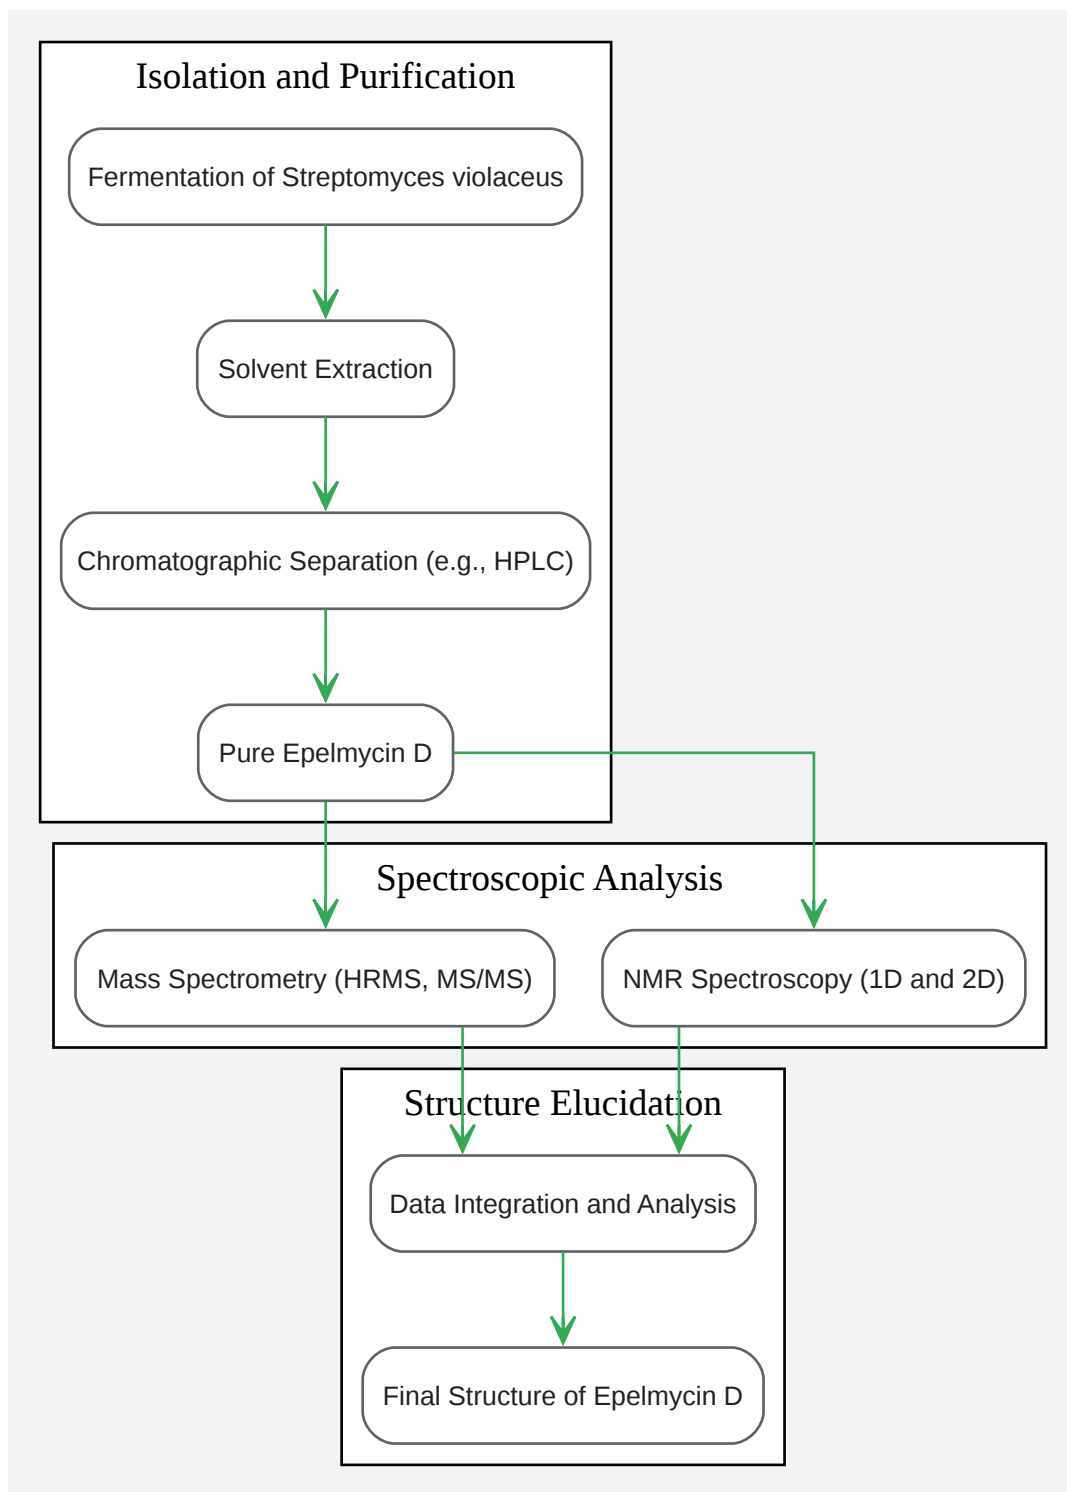 Isolation and Purification
Fermentation of Streptomyces violaceus
Solvent Extraction
Chromatographic Separation (e.g., HPLC)
Pure Epelmycin D
Spectroscopic Analysis
Mass Spectrometry (HRMS, MS/MS)
NMR Spectroscopy (1D and 2D)
Structure Elucidation
Data Integration and Analysis
Final Structure of Epelmycin D